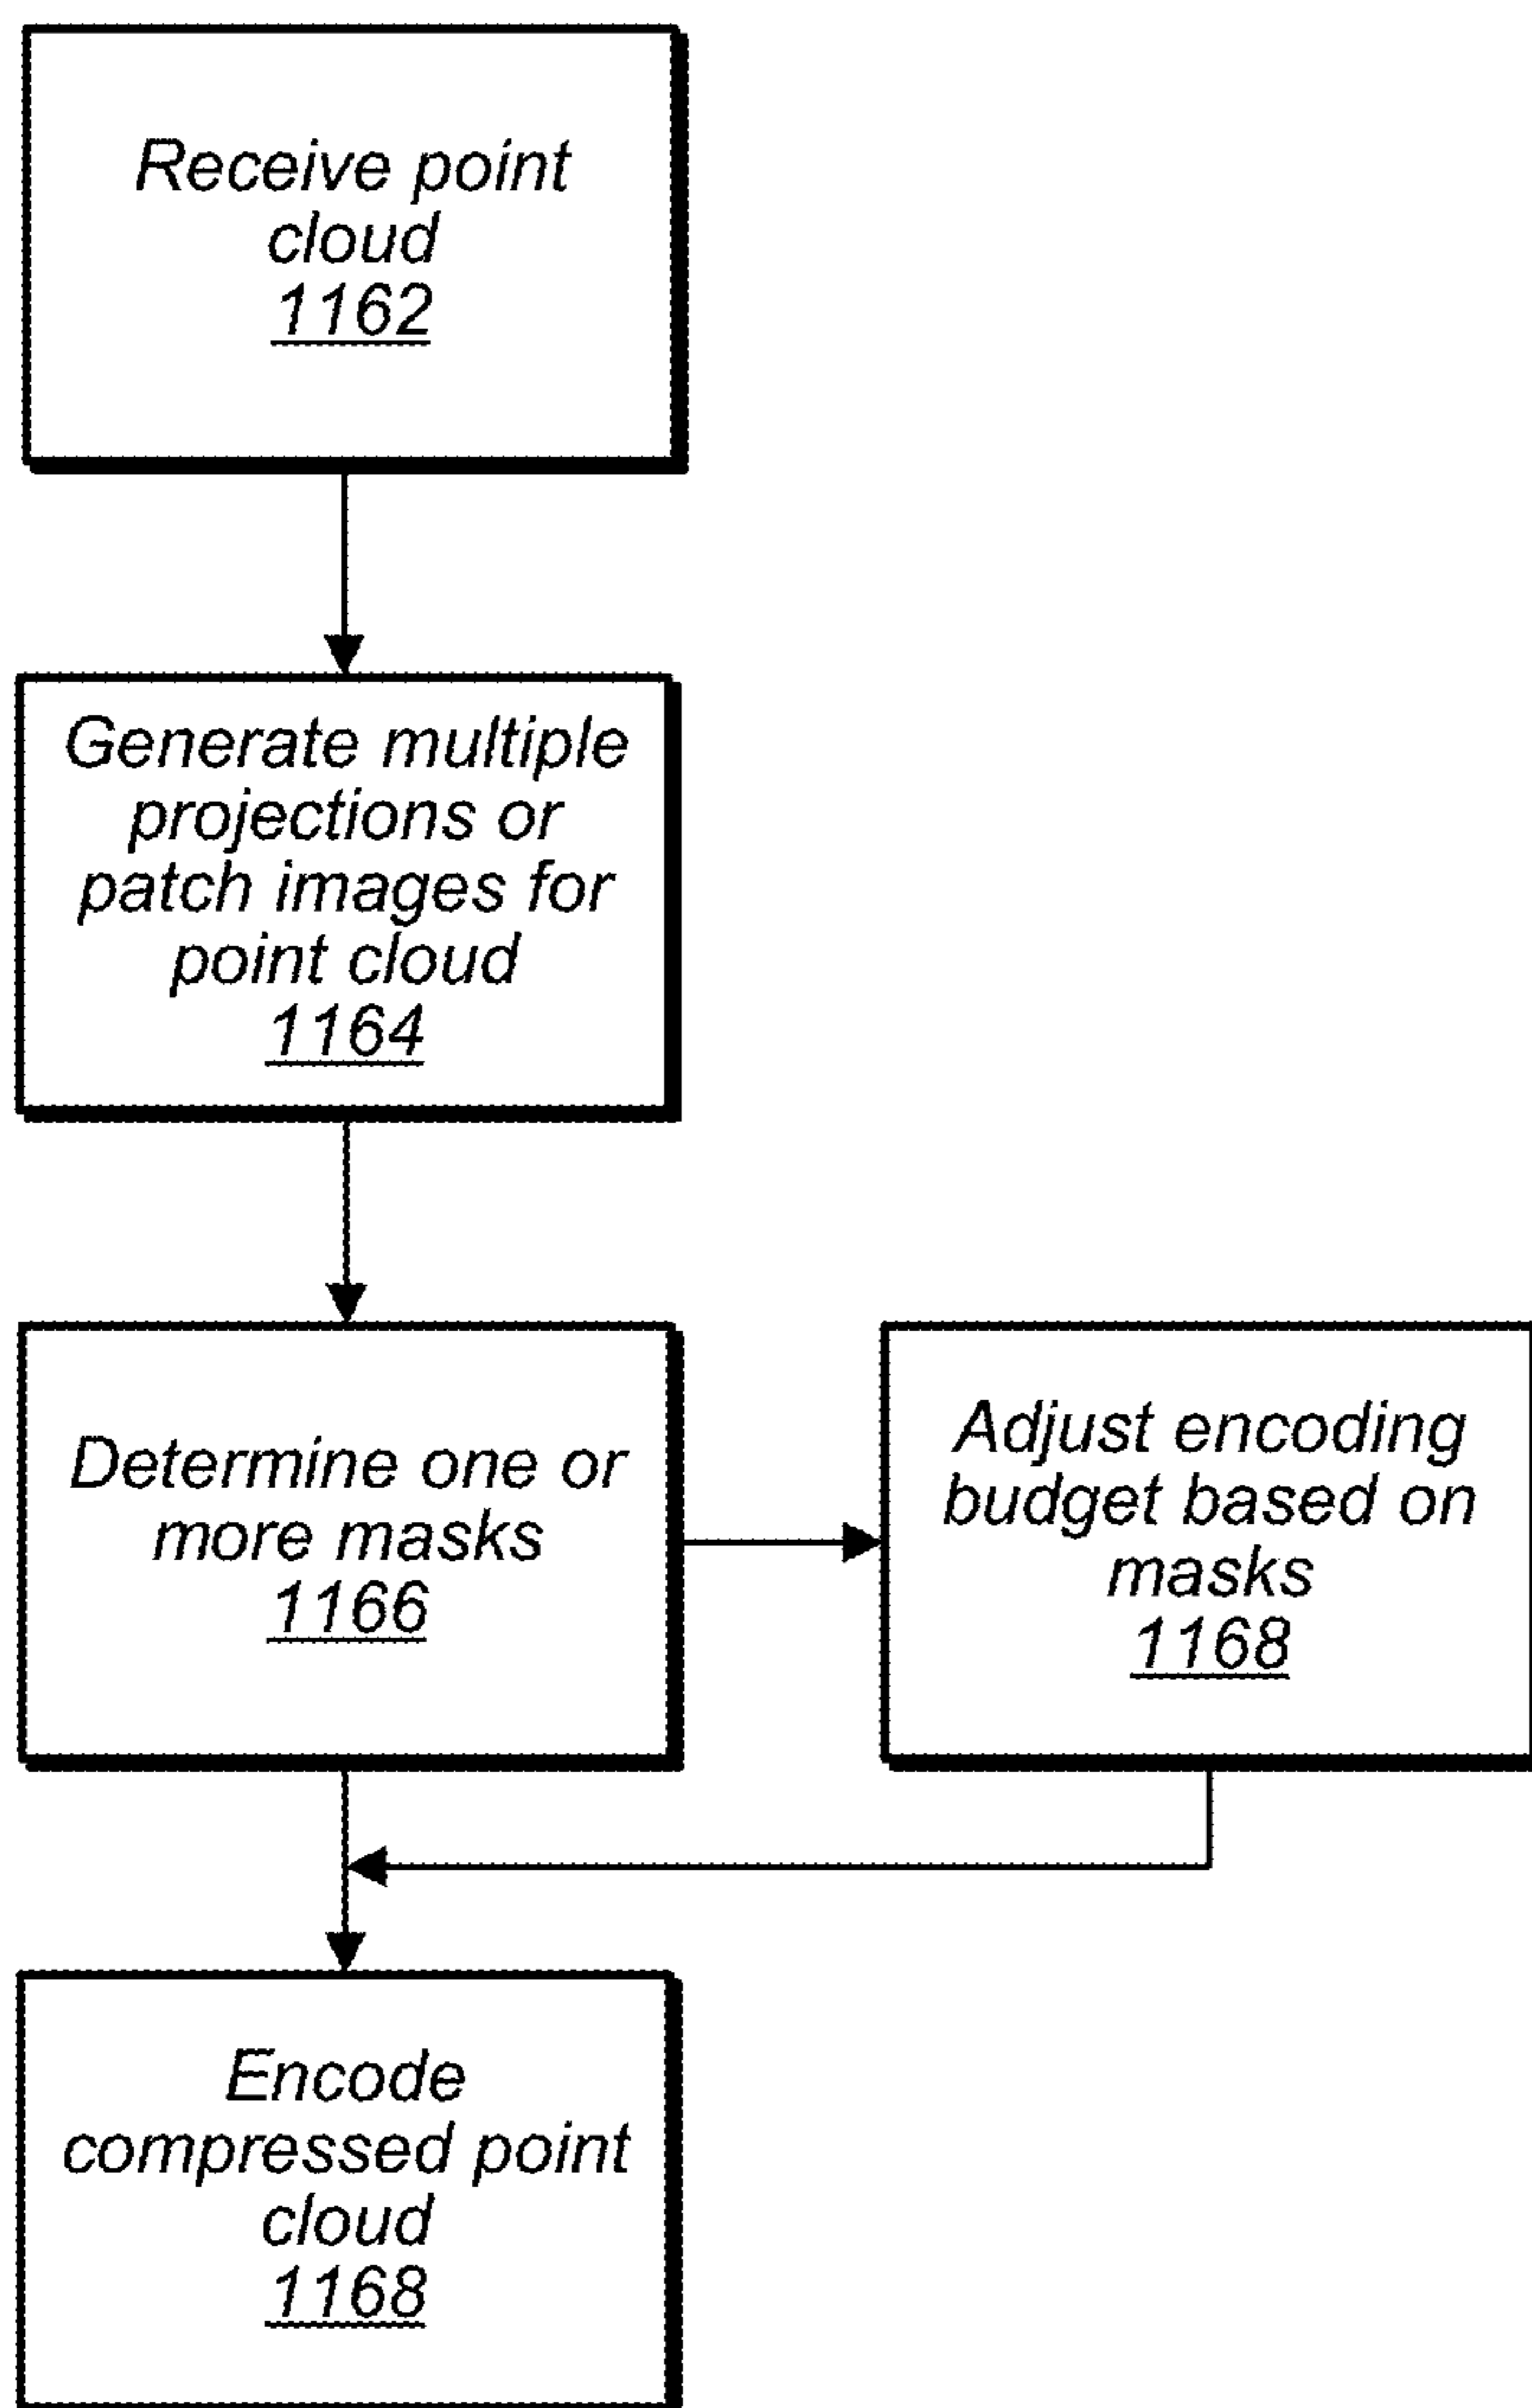 Receive point
cloud
1162
Generate multiple
projections or
patch images for
point cloud
1164
Determine one or
more masks
1166
Adjust encoding
budget based on
masks
1168
Encode
compressed point
cloud
1168